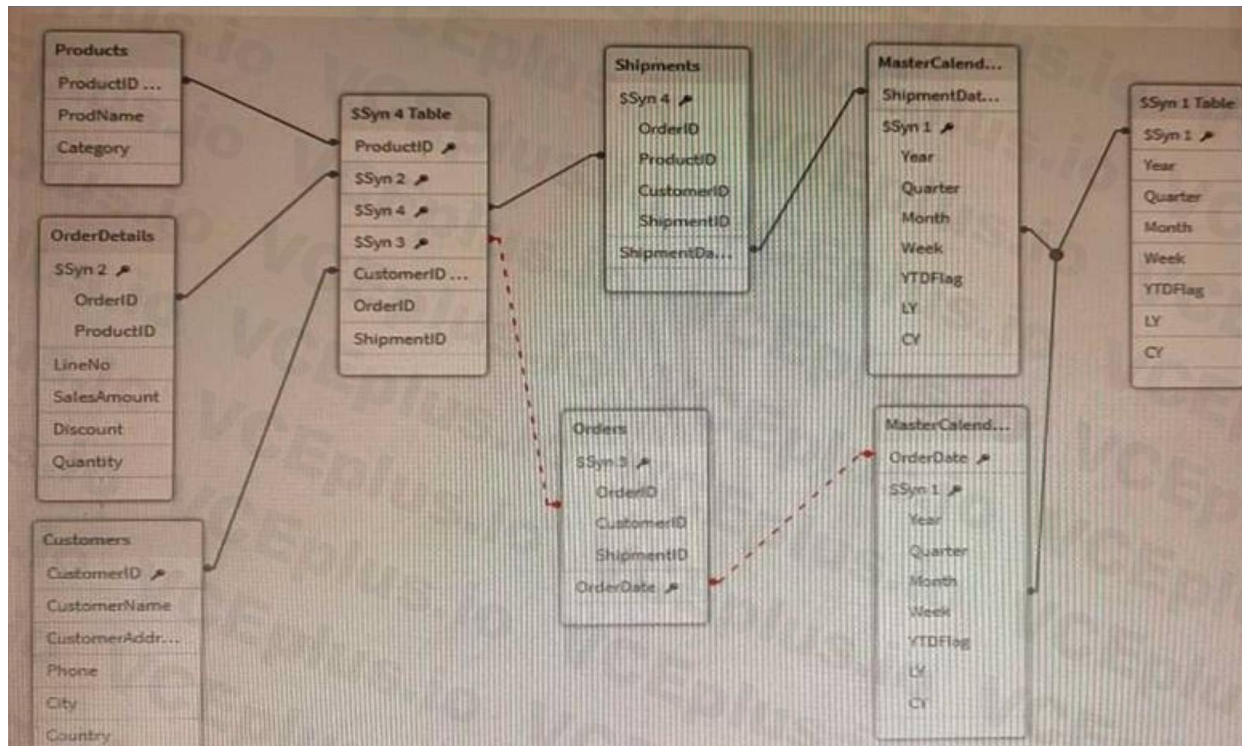 Products
ProductID ...
ProdName
Category
OrderDetails
$Syn 2
OrderID
ProductID
LineNo
SalesAmount
Discount
Quantity
Customers
CustomerID
CustomerName
CustomerAddr...
Phone
City
Country
$Syn 4 Table
ProductID
$Syn 2
$Syn 4
$Syn 3
CustomerID ...
OrderID
ShipmentID
Shipments
$Syn 4
OrderID
ProductID
CustomerID
ShipmentID
ShipmentDa...
Orders
$Syn 3
OrderID
CustomerID
ShipmentID
OrderDate
MasterCalend...
ShipmentDat...
$Syn 1
Year
Quarter
Month
Week
YTDFlag
LY
CY
MasterCalend...
OrderDate
$Syn 1
Year
Quarter
Month
Week
YTDFlag
LY
CY
$Syn 1 Table
$Syn 1
Year
Quarter
Month
Week
YTDFlag
LY
CY
VCEplus.io